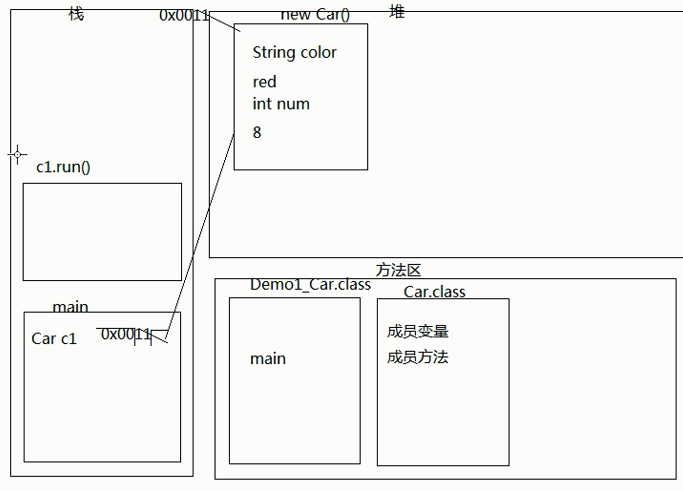 栈
0x0011
new Car()
堆
String color
red
int num
8
c1.run()
main
Car c1
0x0011
方法区
Demo1_Car.class
Car.class
main
成员变量
成员方法